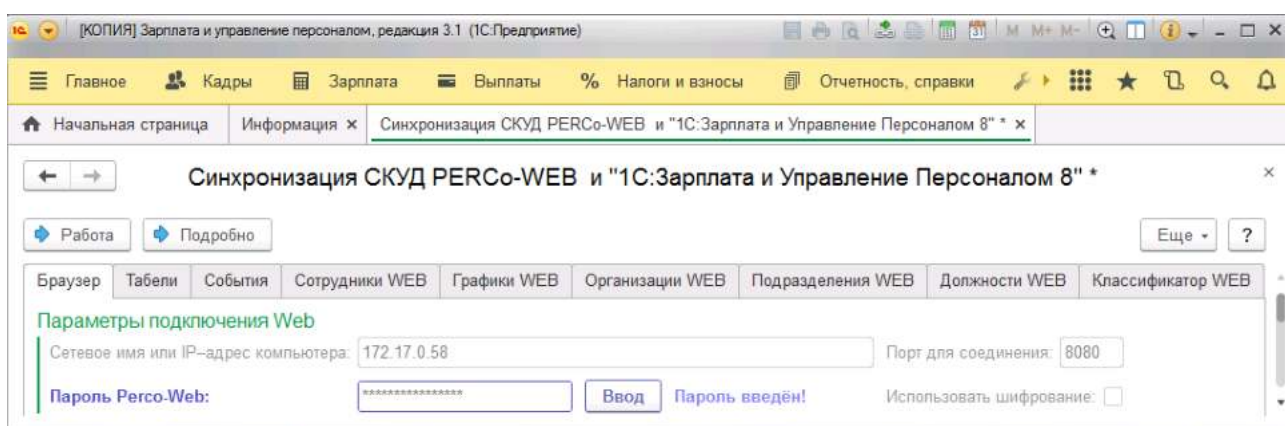 1С [КОПИЯ] Зарплата и управление персоналом, редакция 3.1 (1С:Предприятие) 31 M M+ M-
Главное Кадры Зарплата Выплаты % Налоги и взносы Отчетность, справки
Начальная страница Информация × Синхронизация СКУД PERCo-WEB и "1С:Зарплата и Управление Персоналом 8" * ×
Синхронизация СКУД PERCo-WEB и "1С:Зарплата и Управление Персоналом 8" *
Работа Подробно Еще ?
Браузер Табели События Сотрудники WEB Графики WEB Организации WEB Подразделения WEB Должности WEB Классификатор WEB
Параметры подключения Web
Сетевое имя или IP–адрес компьютера: 172.17.0.58 Порт для соединения: 8080
Пароль Perco-Web: **************** Ввод Пароль введён! Использовать шифрование: